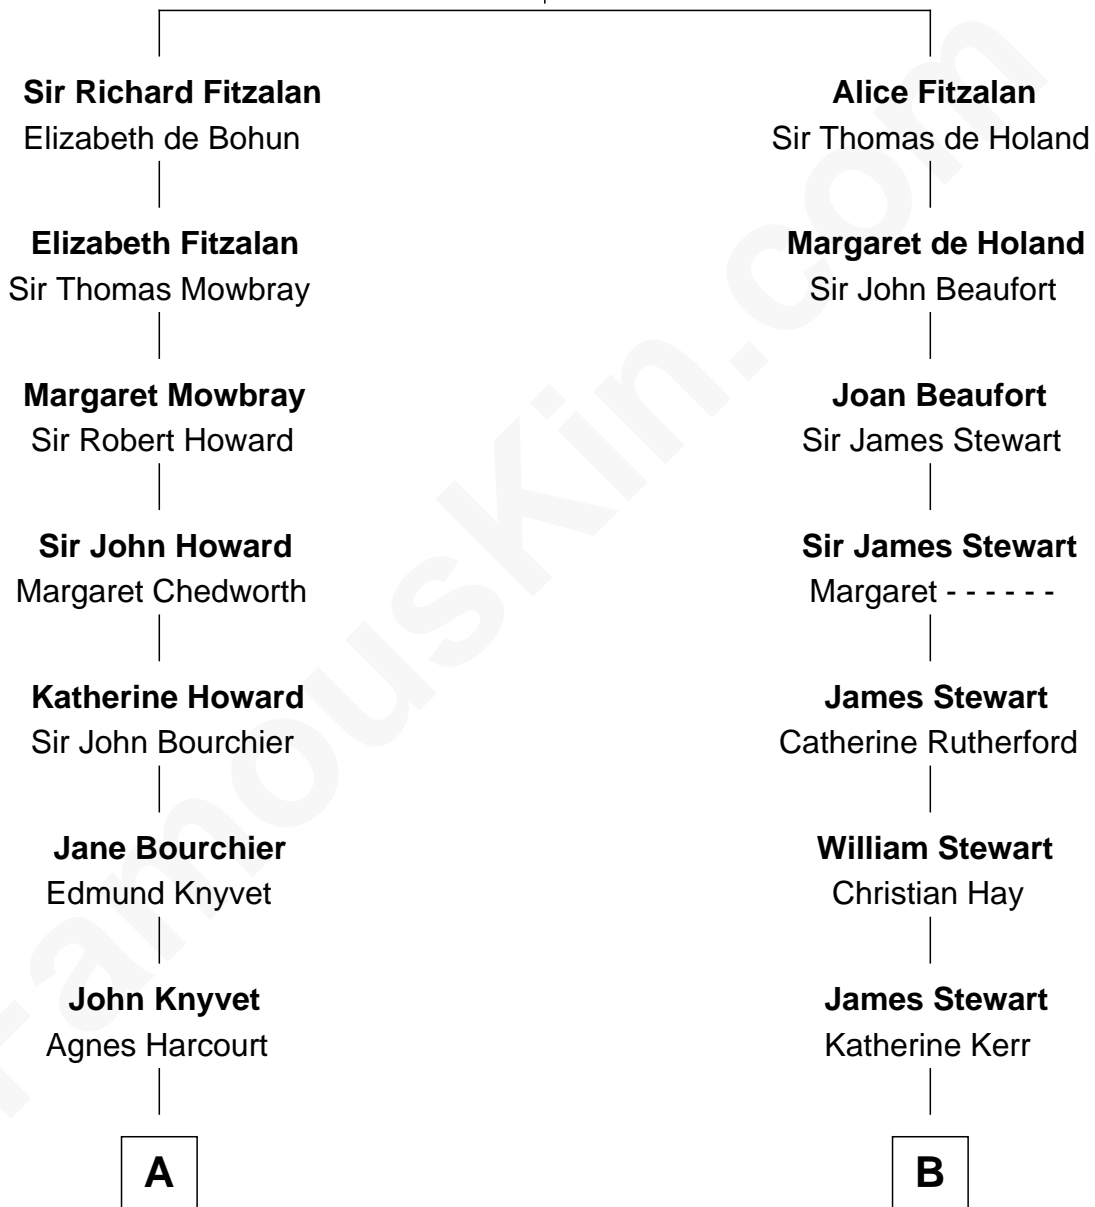 Sir Richard Fitzalan
Elizabeth de Bohun
Elizabeth Fitzalan
Sir Thomas Mowbray
Margaret Mowbray
Sir Robert Howard
Sir John Howard
Margaret Chedworth
Katherine Howard
Sir John Bourchier
Jane Bourchier
Edmund Knyvet
John Knyvet
Agnes Harcourt
A
Alice Fitzalan
Sir Thomas de Holand
Margaret de Holand
Sir John Beaufort
Joan Beaufort
Sir James Stewart
Sir James Stewart
Margaret - - - - - -
James Stewart
Catherine Rutherford
William Stewart
Christian Hay
James Stewart
Katherine Kerr
B
FamousKin.com